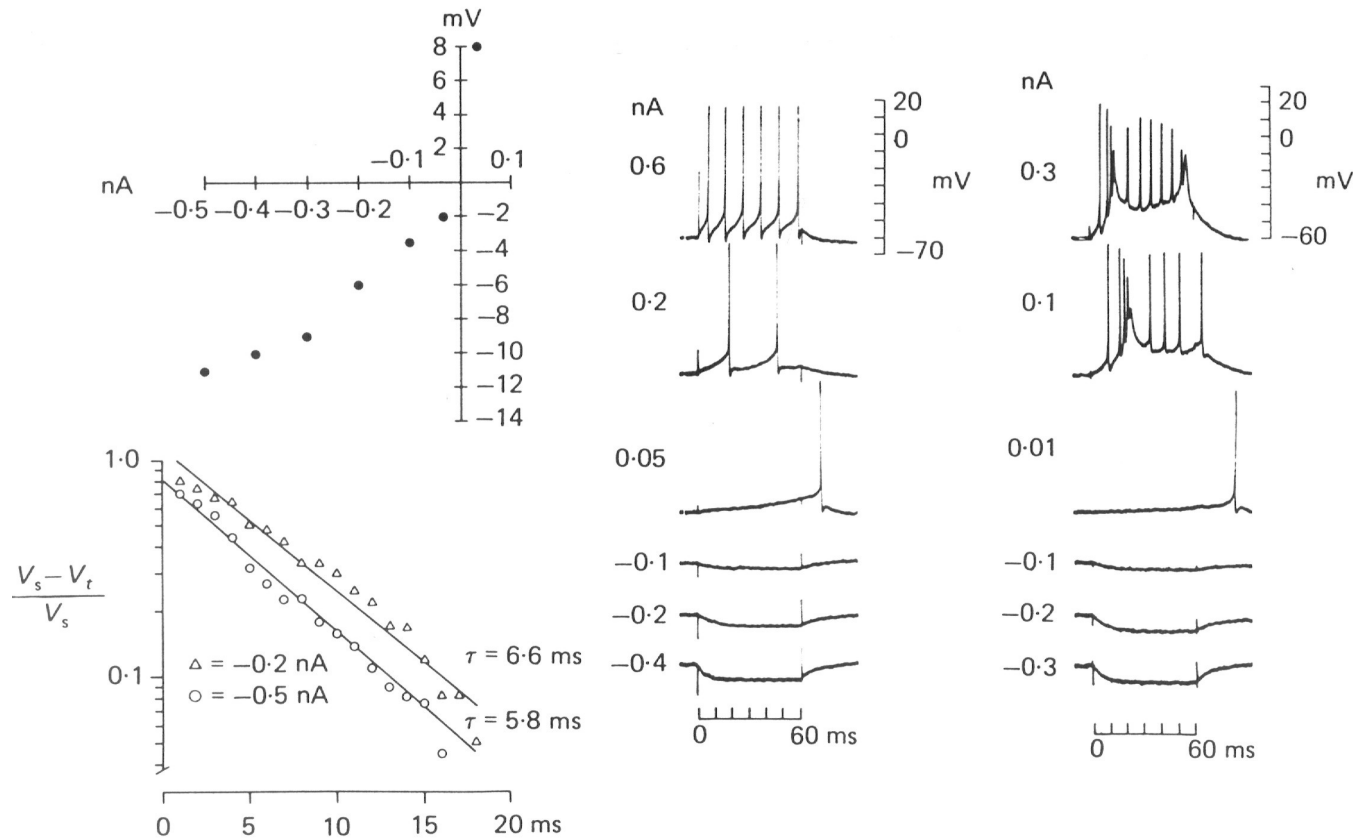 mV
8
6
4
2
−0·1 0·1
nA
−0·5 −0·4 −0·3 −0·2
−2
−4
−6
−8
−10
−12
−14
1·0
Vs − Vt
Vs
0·1
△ = −0·2 nA
○ = −0·5 nA
τ = 6·6 ms
τ = 5·8 ms
0 5 10 15 20 ms
nA
20
0
mV
−70
0·6
0·2
0·05
−0·1
−0·2
−0·4
0 60 ms
nA
20
0
mV
−60
0·3
0·1
0·01
−0·1
−0·2
−0·3
0 60 ms